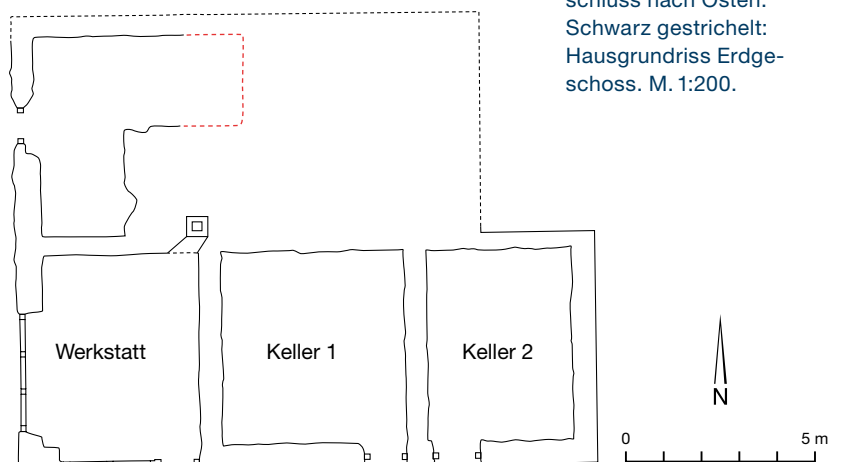 schluss nach Osten.
Schwarz gestrichelt:
Hausgrundriss Erdge-
schoss. M. 1:200.
Werkstatt
Keller 1
Keller 2
N
0
5 m